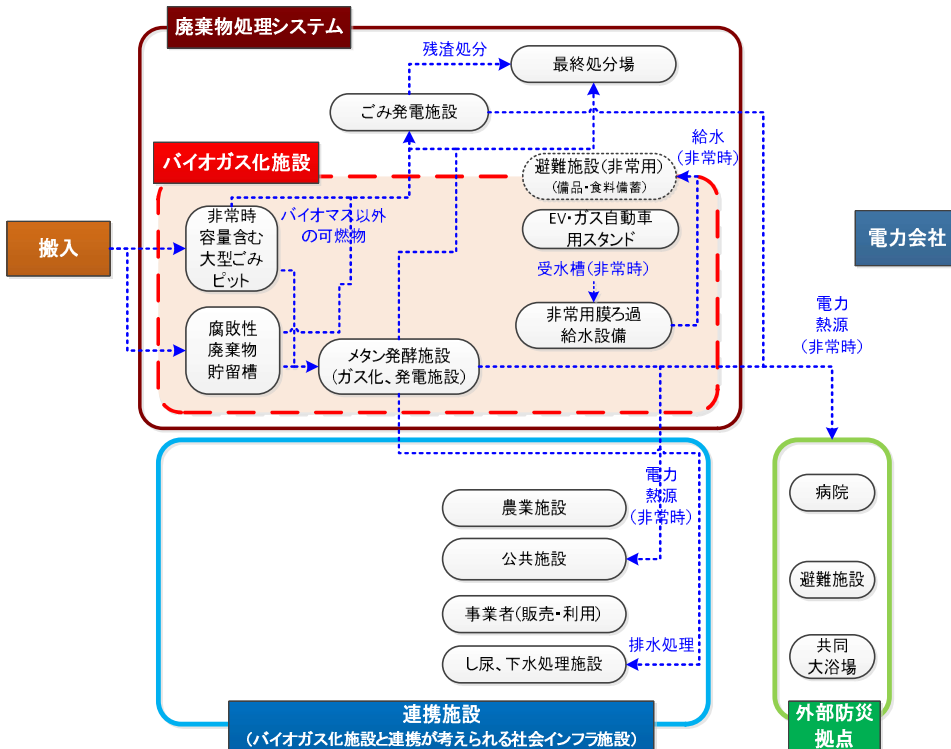 廃棄物処理システム
残渣処分
最終処分場
ごみ発電施設
給水
(非常時)
バイオガス化施設
避難施設(非常用)
(備品・食料備蓄)
非常時
容量含む
大型ごみ
ピット
バイオマス以外
の可燃物
EV・ガス自動車
用スタンド
搬入
電力会社
受水槽(非常時)
非常用膜ろ過
給水設備
電力
熱源
(非常時)
腐敗性
廃棄物
貯留槽
メタン発酵施設
(ガス化、発電施設)
電力
熱源
(非常時)
農業施設
公共施設
事業者(販売・利用)
排水処理
し尿、下水処理施設
病院
避難施設
共同
大浴場
連携施設
(バイオガス化施設と連携が考えられる社会インフラ施設)
外部防災
拠点